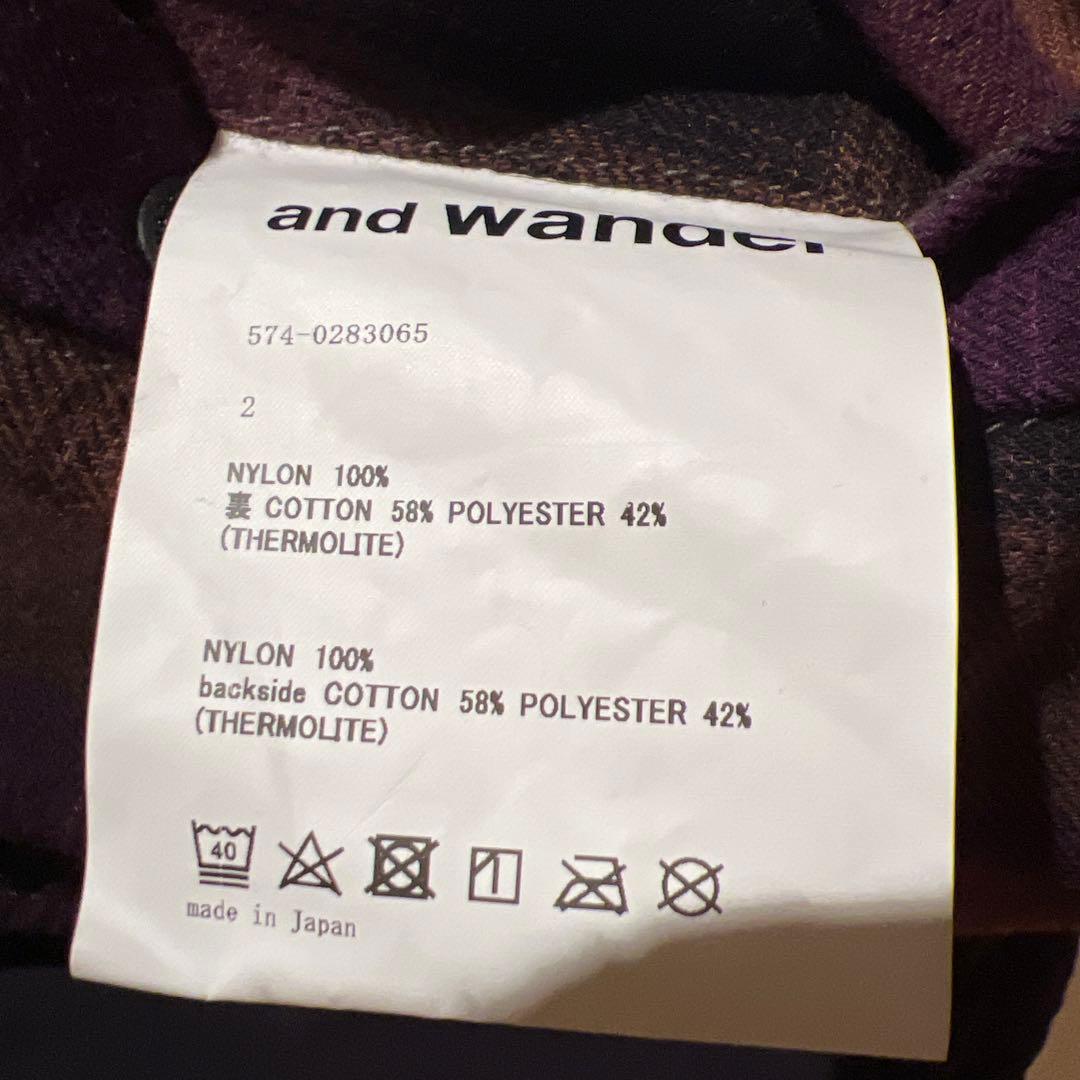 and wander
574-0283065
2
NYLON 100%
裏 COTTON 58% POLYESTER 42%
(THERMOLITE)
NYLON 100%
backside COTTON 58% POLYESTER 42%
(THERMOLITE)
40
made in Japan